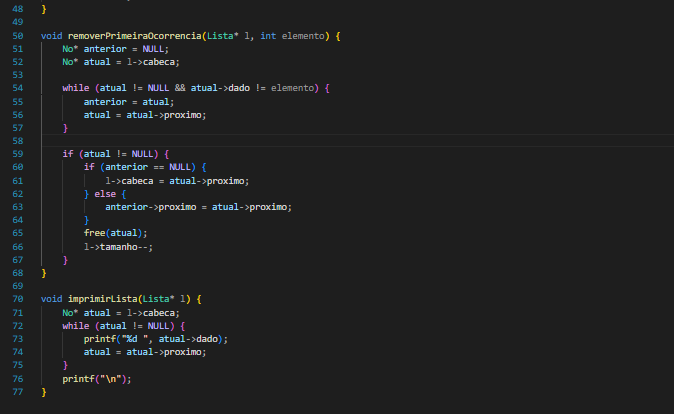 48 }
49
50 void removerPrimeiraOcorrencia(Lista* l, int elemento) {
51     No* anterior = NULL;
52     No* atual = l->cabeca;
53
54     while (atual != NULL && atual->dado != elemento) {
55         anterior = atual;
56         atual = atual->proximo;
57     }
58
59     if (atual != NULL) {
60         if (anterior == NULL) {
61             l->cabeca = atual->proximo;
62         } else {
63             anterior->proximo = atual->proximo;
64         }
65         free(atual);
66         l->tamanho--;
67     }
68 }
69
70 void imprimirLista(Lista* l) {
71     No* atual = l->cabeca;
72     while (atual != NULL) {
73         printf("%d ", atual->dado);
74         atual = atual->proximo;
75     }
76     printf("\n");
77 }